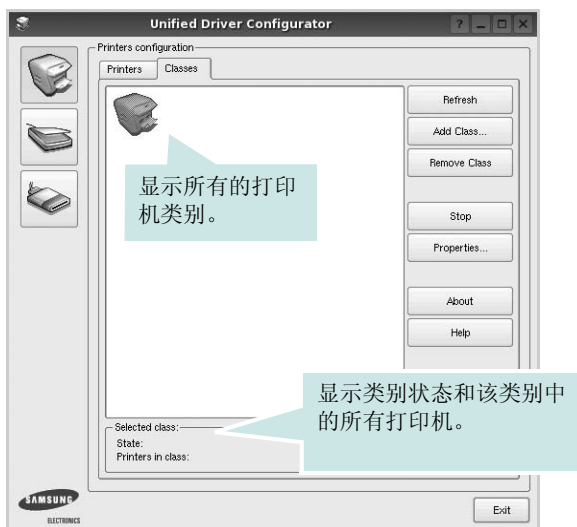 Unified Driver Configurator
Printers configuration
Printers Classes
Refresh
Add Class...
Remove Class
显示所有的打印
机类别。
Stop
Properties...
About
Help
显示类别状态和该类别中
的所有打印机。
Selected class:
State:
Printers in class:
SAMSUNG
ELECTRONICS
Exit